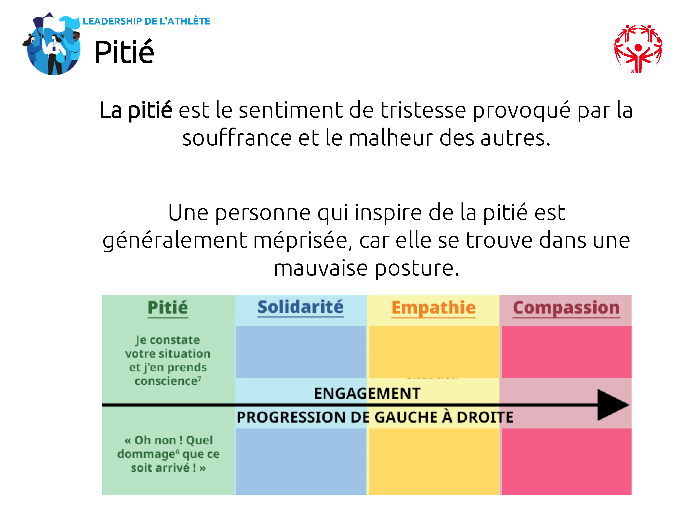 LEADERSHIP DE L'ATHLÈTE
Pitié
La pitié est le sentiment de tristesse provoqué par la
souffrance et le malheur des autres.
Une personne qui inspire de la pitié est
généralement méprisée, car elle se trouve dans une
mauvaise posture.
Pitié
Solidarité
Empathie
Compassion
Je constate
votre situation
et j'en prends
conscience⁷
ENGAGEMENT
PROGRESSION DE GAUCHE À DROITE
« Oh non ! Quel
dommage⁶ que ce
soit arrivé ! »